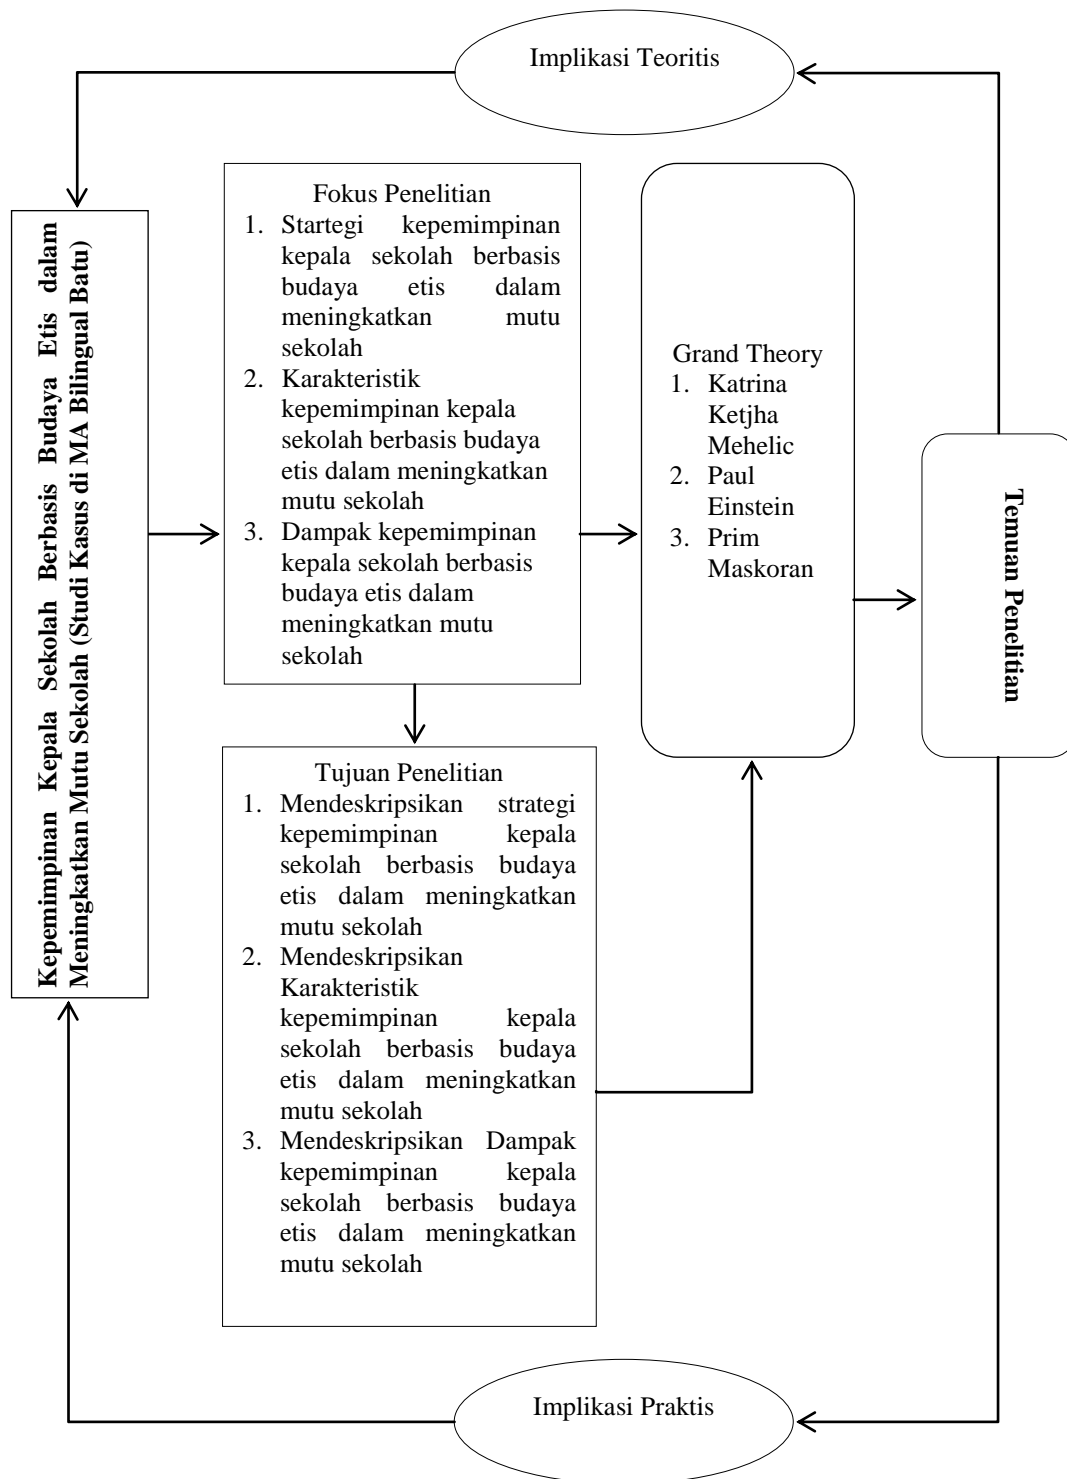 Implikasi Teoritis
Kepemimpinan Kepala Sekolah Berbasis Budaya Etis dalam
Meningkatkan Mutu Sekolah (Studi Kasus di MA Bilingual Batu)
Fokus Penelitian
1. Startegi kepemimpinan
kepala sekolah berbasis
budaya etis dalam
meningkatkan mutu
sekolah
2. Karakteristik
kepemimpinan kepala
sekolah berbasis budaya
etis dalam meningkatkan
mutu sekolah
3. Dampak kepemimpinan
kepala sekolah berbasis
budaya etis dalam
meningkatkan mutu
sekolah
Tujuan Penelitian
1. Mendeskripsikan strategi
kepemimpinan kepala
sekolah berbasis budaya
etis dalam meningkatkan
mutu sekolah
2. Mendeskripsikan
Karakteristik
kepemimpinan kepala
sekolah berbasis budaya
etis dalam meningkatkan
mutu sekolah
3. Mendeskripsikan Dampak
kepemimpinan kepala
sekolah berbasis budaya
etis dalam meningkatkan
mutu sekolah
Grand Theory
1. Katrina
Ketjha
Mehelic
2. Paul
Einstein
3. Prim
Maskoran
Temuan Penelitian
Implikasi Praktis